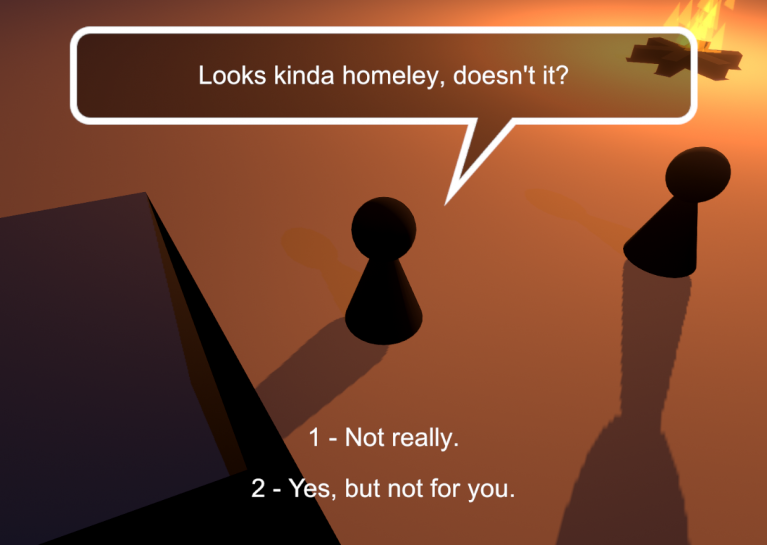 Looks kinda homeley, doesn't it?
1 - Not really.
2 - Yes, but not for you.